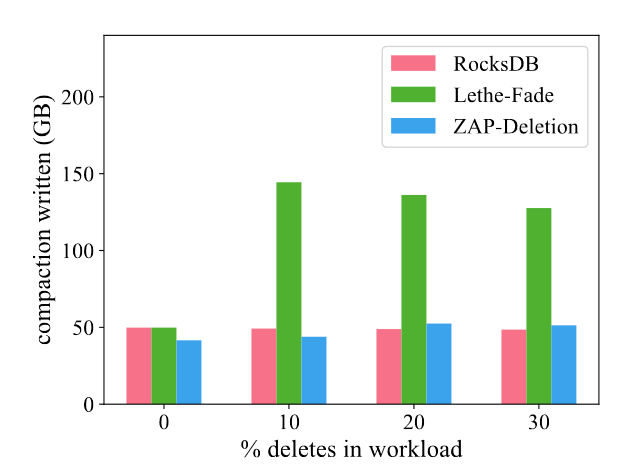 RocksDB
Lethe-Fade
ZAP-Deletion
compaction written (GB)
200
150
100
50
0
0 10 20 30
% deletes in workload